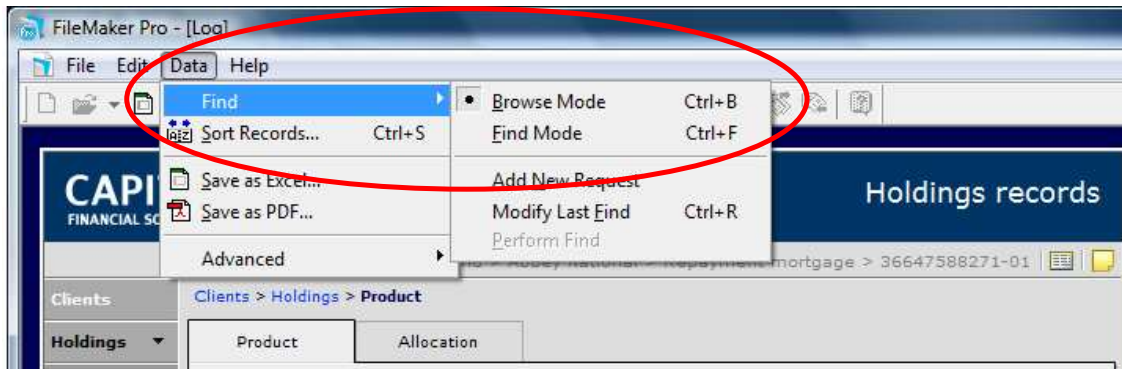 FileMaker Pro - [Log]
File Edit Data Help
Find
Sort Records... Ctrl+S
Save as Excel...
Save as PDF...
Advanced
Browse Mode Ctrl+B
Find Mode Ctrl+F
Add New Request
Modify Last Find Ctrl+R
Perform Find
CAPI
FINANCIAL SC
Holdings records
> Abbey national > Repayment mortgage > 36647588271-01
Clients
Clients > Holdings > Product
Holdings
Product Allocation